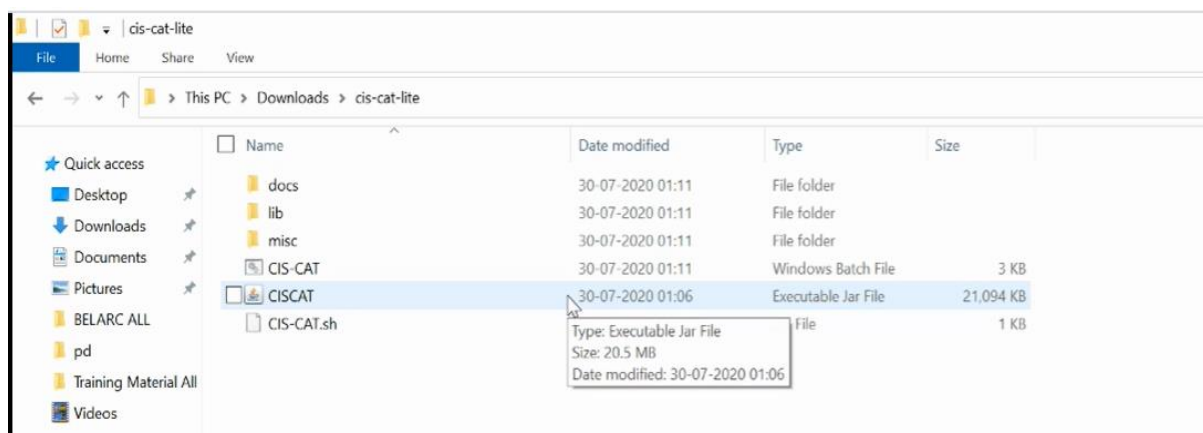 cis-cat-lite
File Home Share View
This PC > Downloads > cis-cat-lite
Name Date modified Type Size
Quick access
Desktop
Downloads
Documents
Pictures
BELARC ALL
pd
Training Material All
Videos
docs 30-07-2020 01:11 File folder
lib 30-07-2020 01:11 File folder
misc 30-07-2020 01:11 File folder
CIS-CAT 30-07-2020 01:11 Windows Batch File 3 KB
CISCAT 30-07-2020 01:06 Executable Jar File 21,094 KB
CIS-CAT.sh File 1 KB
Type: Executable Jar File
Size: 20.5 MB
Date modified: 30-07-2020 01:06